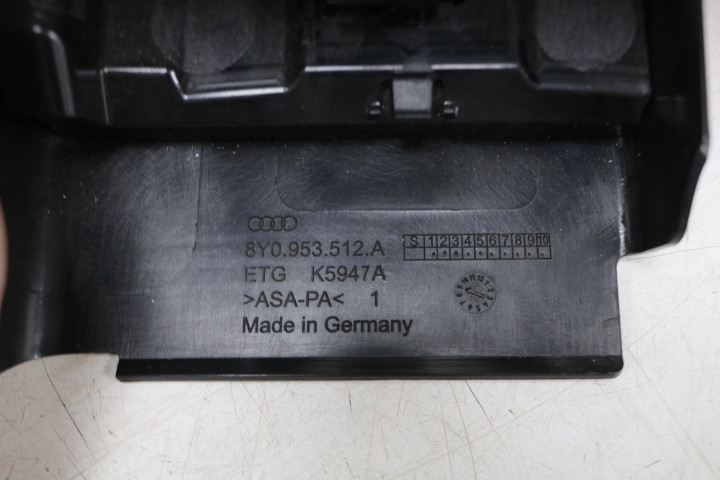 8Y0.953.512.A
S 1 2 3 4 5 6 7 8 9 10
ETG K5947A
>ASA-PA< 1
Made in Germany